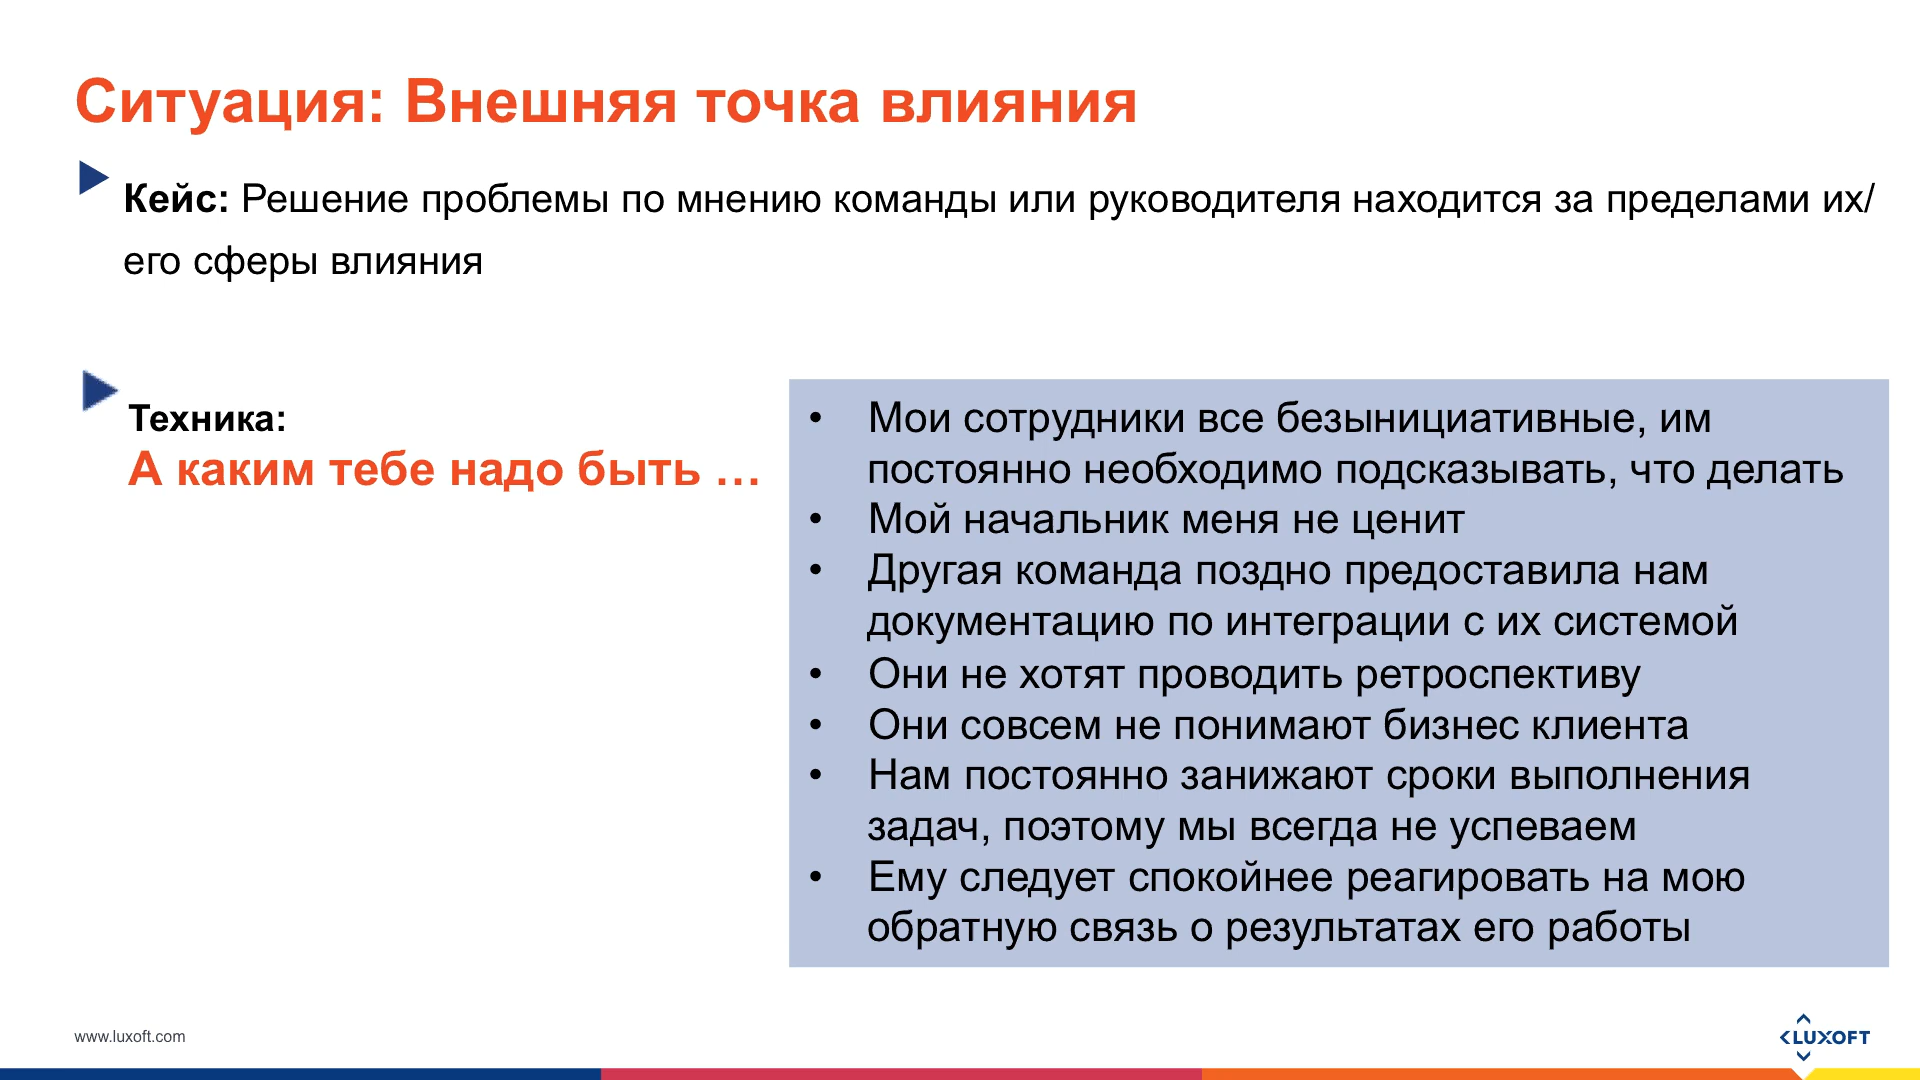 Ситуация: Внешняя точка влияния
Кейс: Решение проблемы по мнению команды или руководителя находится за пределами их/
его сферы влияния
Техника:
А каким тебе надо быть …
• Мои сотрудники все безынициативные, им
постоянно необходимо подсказывать, что делать
• Мой начальник меня не ценит
• Другая команда поздно предоставила нам
документацию по интеграции с их системой
• Они не хотят проводить ретроспективу
• Они совсем не понимают бизнес клиента
• Нам постоянно занижают сроки выполнения
задач, поэтому мы всегда не успеваем
• Ему следует спокойнее реагировать на мою
обратную связь о результатах его работы
www.luxoft.com
LUXOFT